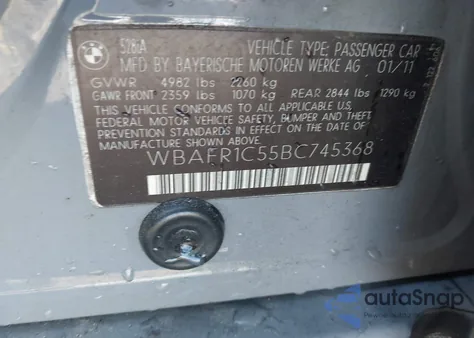 BMW
528iA
VEHICLE TYPE: PASSENGER CAR
MFD BY BAYERISCHE MOTOREN WERKE AG 01/11
GVWR 4982 lbs 2260 kg
GAWR FRONT 2359 lbs 1070 kg REAR 2844 lbs 1290 kg
THIS VEHICLE CONFORMS TO ALL APPLICABLE U.S.
FEDERAL MOTOR VEHICLE SAFETY, BUMPER AND THEFT
PREVENTION STANDARDS IN EFFECT ON THE DATE OF
MANUFACTURE SHOWN ABOVE.
WBAFR1C55BC745368
autoSnap